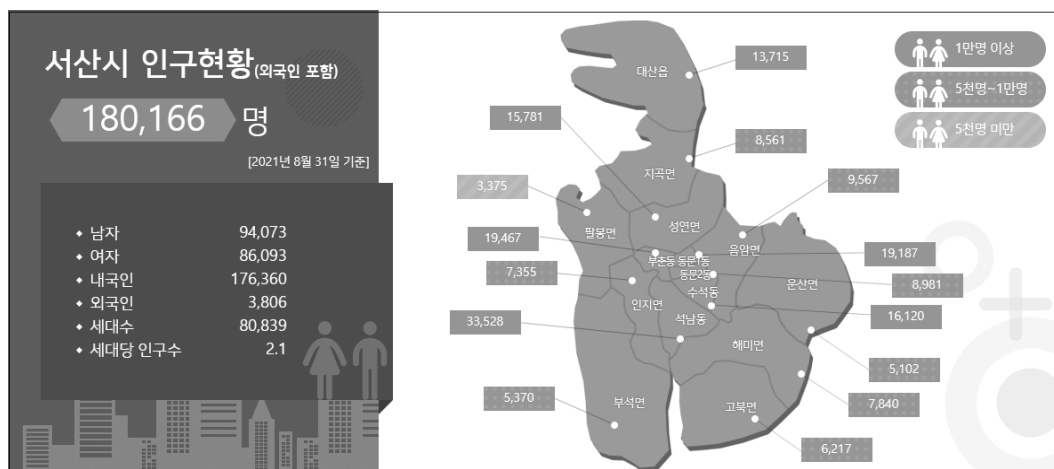 서산시 인구현황(외국인 포함)
180,166 명
[2021년 8월 31일 기준]
◆ 남자 94,073
◆ 여자 86,093
◆ 내국인 176,360
◆ 외국인 3,806
◆ 세대수 80,839
◆ 세대당 인구수 2.1
1만명 이상
5천명~1만명
5천명 미만
대산읍
13,715
15,781
8,561
지곡면
3,375
9,567
팔봉면
성연면
음암면
19,467
부춘동 동문1동
19,187
7,355
동문2동
8,981
운산면
인지면
수석동
33,528
석남동
16,120
해미면
5,102
5,370
부석면
고북면
7,840
6,217